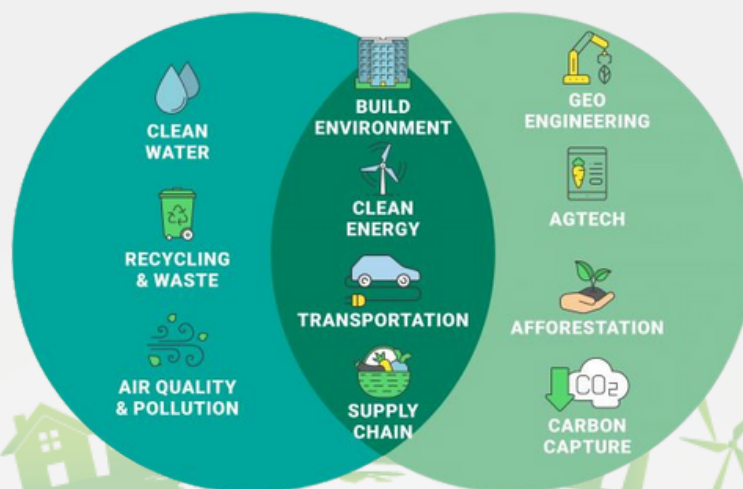 CLEAN
WATER
RECYCLING
& WASTE
AIR QUALITY
& POLLUTION
BUILD
ENVIRONMENT
CLEAN
ENERGY
TRANSPORTATION
SUPPLY
CHAIN
GEO
ENGINEERING
AGTECH
AFFORESTATION
CO2
CARBON
CAPTURE